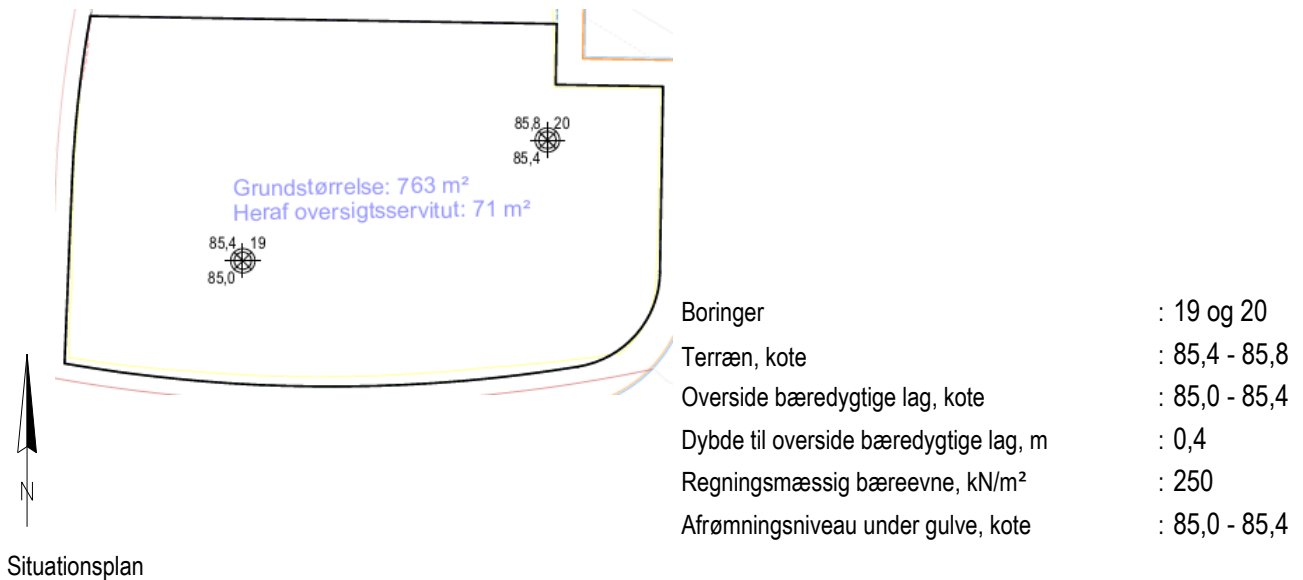 85,8 20
85,4
Grundstørrelse: 763 m²
Heraf oversigtsservitut: 71 m²
85,4 19
85,0
Boringer : 19 og 20
Terræn, kote : 85,4 - 85,8
Overside bæredygtige lag, kote : 85,0 - 85,4
Dybde til overside bæredygtige lag, m : 0,4
Regningsmæssig bæreevne, kN/m² : 250
Afrømningsniveau under gulve, kote : 85,0 - 85,4
N
Situationsplan